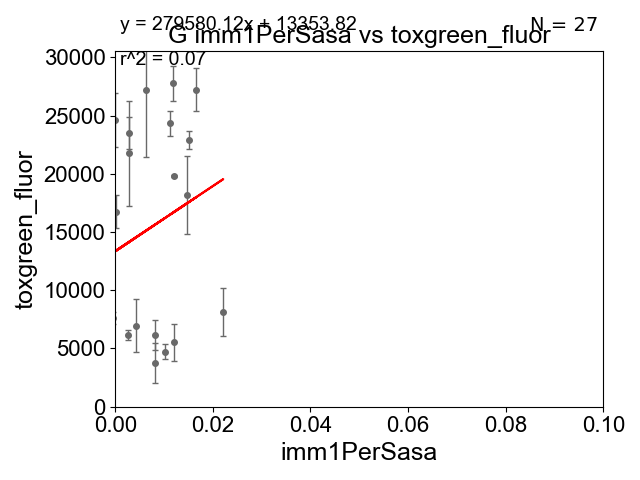 y = 279580.12x + 13353.82
N = 27
G imm1PerSasa vs toxgreen_fluor
r^2 = 0.07
30000
25000
20000
15000
10000
5000
0
toxgreen_fluor
0.00 0.02 0.04 0.06 0.08 0.10
imm1PerSasa